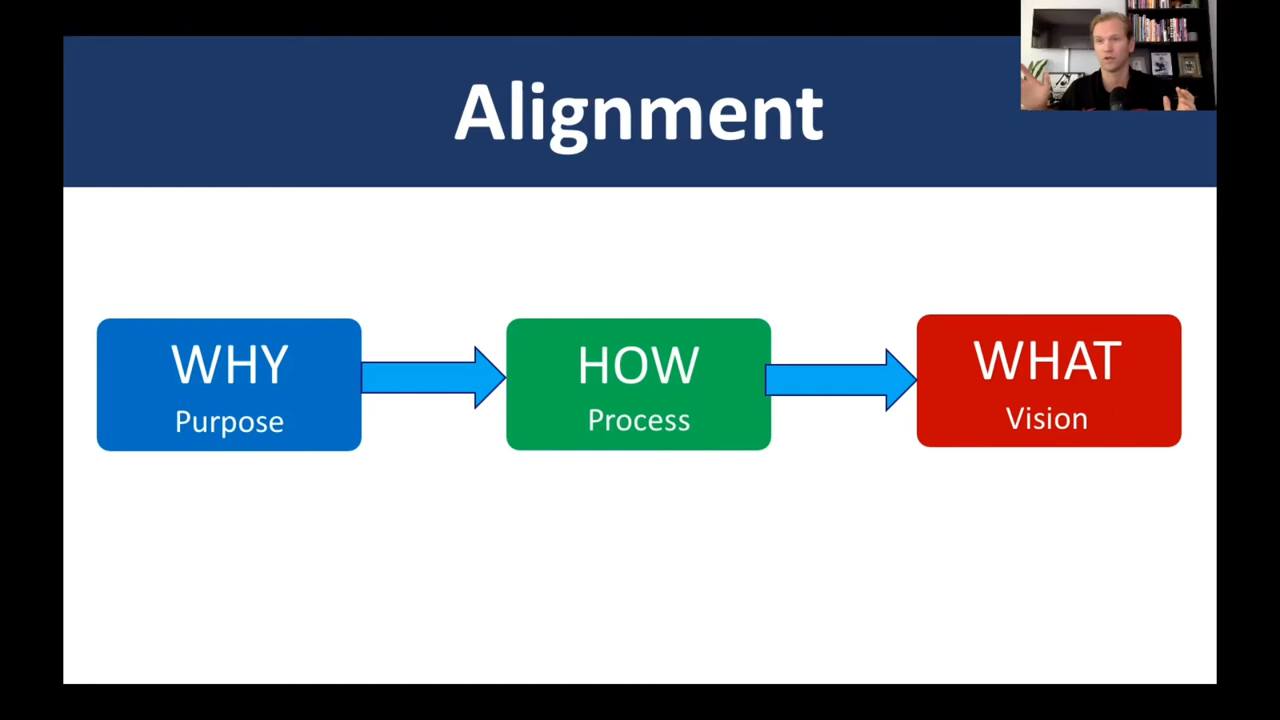 Alignment
WHY
Purpose
HOW
Process
WHAT
Vision